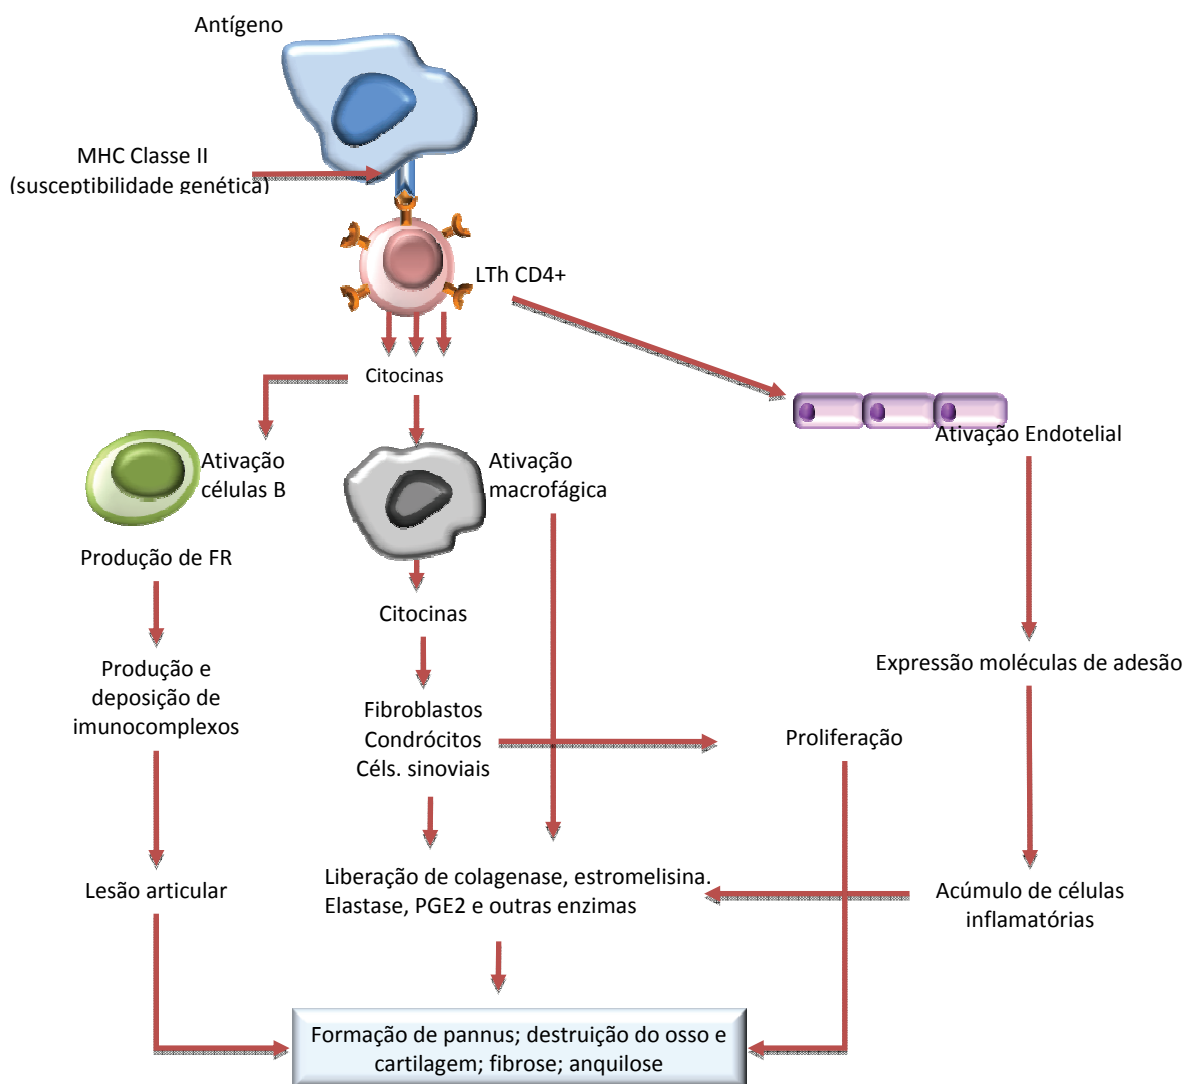 Antígeno
MHC Classe II
(susceptibilidade genética)
LTh CD4+
Citocinas
Ativação Endotelial
Ativação
células B
Ativação
macrofágica
Produção de FR
Citocinas
Expressão moléculas de adesão
Produção e
deposição de
imunocomplexos
Fibroblastos
Condrócitos
Céls. sinoviais
Proliferação
Lesão articular
Liberação de colagenase, estromelisina.
Elastase, PGE2 e outras enzimas
Acúmulo de células
inflamatórias
Formação de pannus; destruição do osso e
cartilagem; fibrose; anquilose